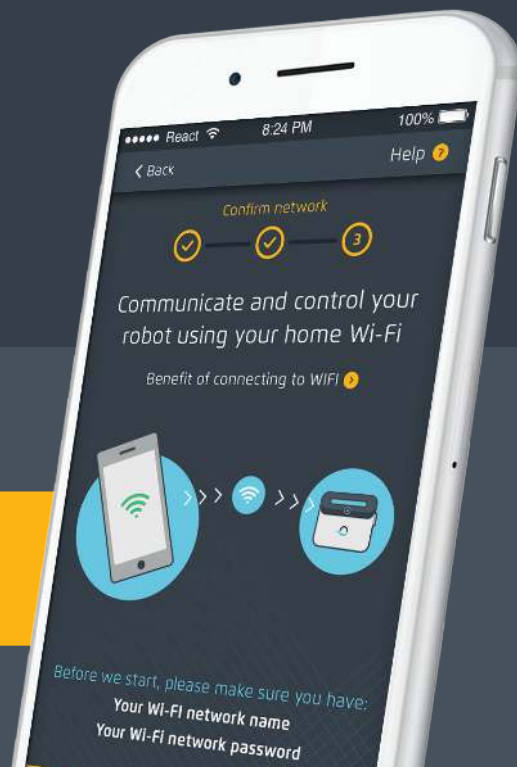 React 8:24 PM 100%
Back Help ?
Confirm network
3
Communicate and control your
robot using your home Wi-Fi
Benefit of connecting to WIFI
Before we start, please make sure you have:
Your Wi-FI network name
Your Wi-Fi network password